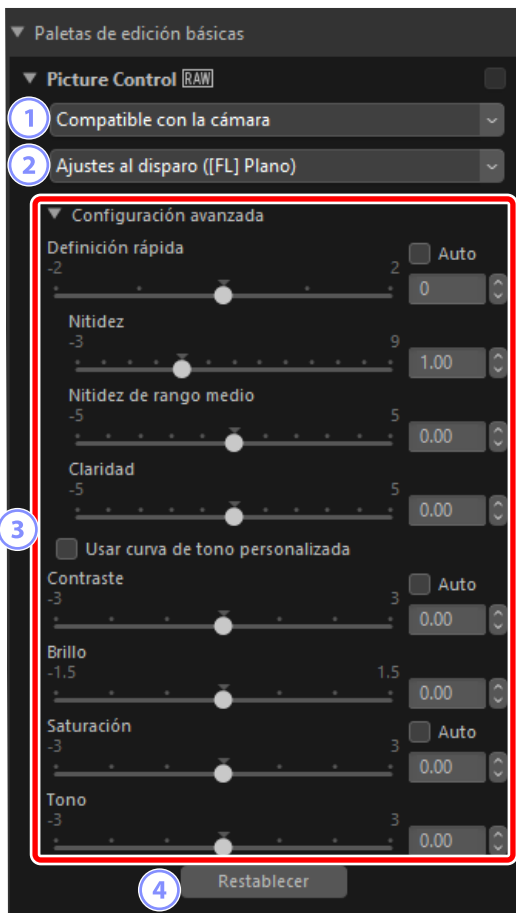 Paletas de edición básicas
Picture Control RAW
1 Compatible con la cámara
2 Ajustes al disparo ([FL] Plano)
Configuración avanzada
Definición rápida
-2 2 Auto
0
Nitidez
-3 9
1.00
Nitidez de rango medio
-5 5
0.00
Claridad
-5 5
0.00
3
Usar curva de tono personalizada
Contraste
-3 3 Auto
0.00
Brillo
-1.5 1.5
0.00
Saturación
-3 3 Auto
0.00
Tono
-3 3
0.00
4 Restablecer